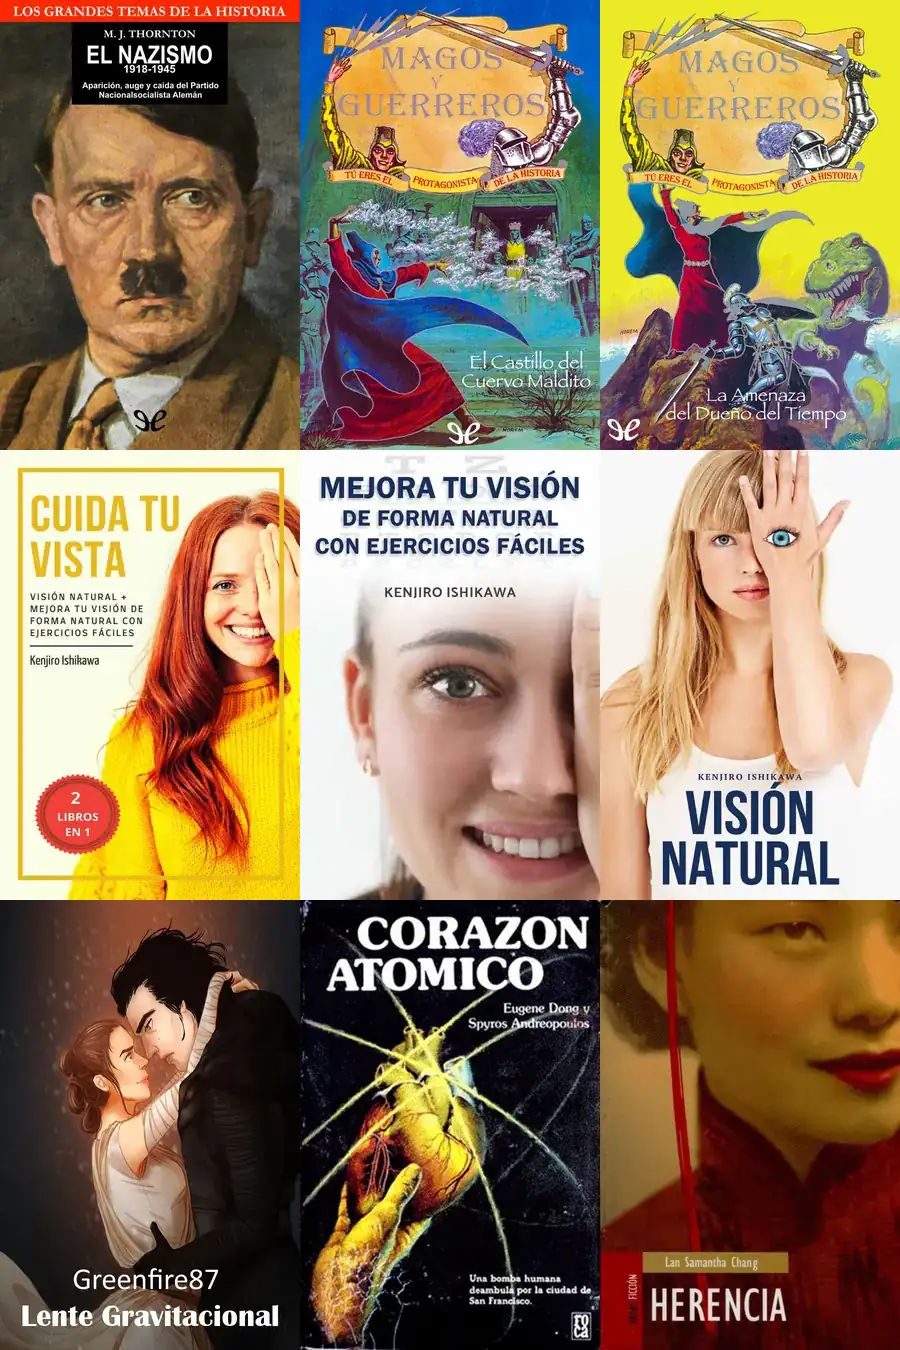 LOS GRANDES TEMAS DE LA HISTORIA
M. J. THORNTON
EL NAZISMO
1918-1945
Aparición, auge y caida del Partido
Nacionalsocialista Alemán
MAGOS
Y
GUERREROS
TÚ ERES EL PROTAGONISTA DE LA HISTORIA
El Castillo del
Cuervo Maldito
NOREM
MAGOS
Y
GUERREROS
TÚ ERES EL PROTAGONISTA DE LA HISTORIA
NOREM
La Amenaza
del Dueño del Tiempo
CUIDA TU
VISTA
VISIÓN NATURAL +
MEJORA TU VISIÓN DE
FORMA NATURAL CON
EJERCICIOS FÁCILES
Kenjiro Ishikawa
2
LIBROS
EN 1
MEJORA TU VISIÓN
DE FORMA NATURAL
CON EJERCICIOS FÁCILES
KENJIRO ISHIKAWA
KENJIRO ISHIKAWA
VISIÓN
NATURAL
Greenfire87
Lente Gravitacional
CORAZON
ATOMICO
Eugene Dong y
Spyros Andreopoulos
Una bomba humana
deambula por la ciudad de
San Francisco.
roca
Lan Samantha Chang
FICCIÓN
HERENCIA